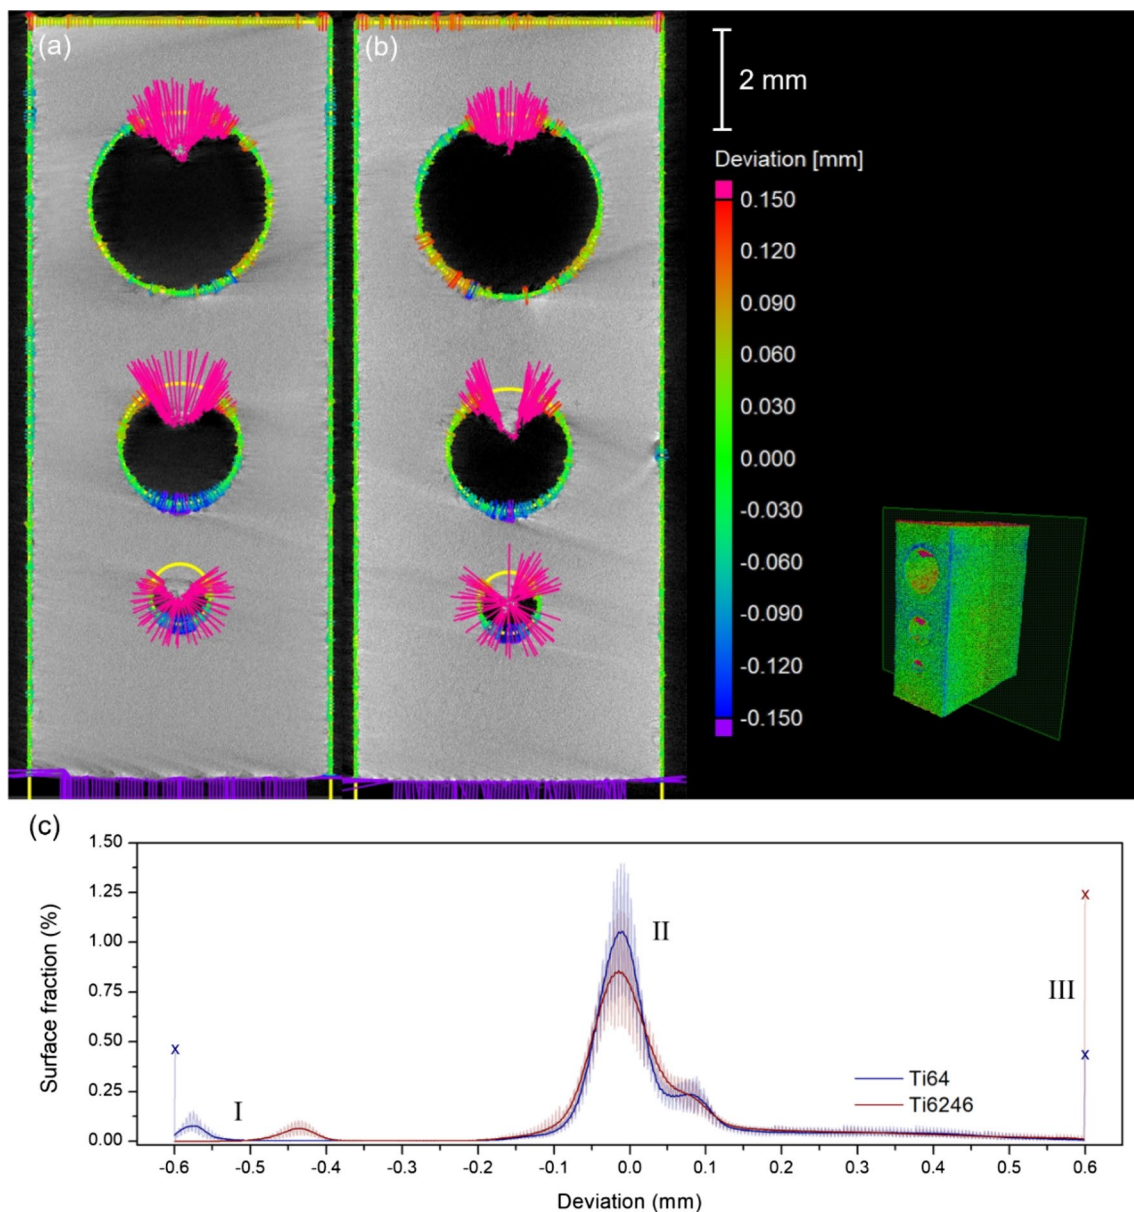 (a)
(b)
2 mm
Deviation [mm]
0.150
0.120
0.090
0.060
0.030
0.000
-0.030
-0.060
-0.090
-0.120
-0.150
(c)
1.50
1.25
1.00
0.75
0.50
0.25
0.00
Surface fraction (%)
I
II
III
x
x
x
Ti64
Ti6246
-0.6
-0.5
-0.4
-0.3
-0.2
-0.1
0.0
0.1
0.2
0.3
0.4
0.5
0.6
Deviation (mm)